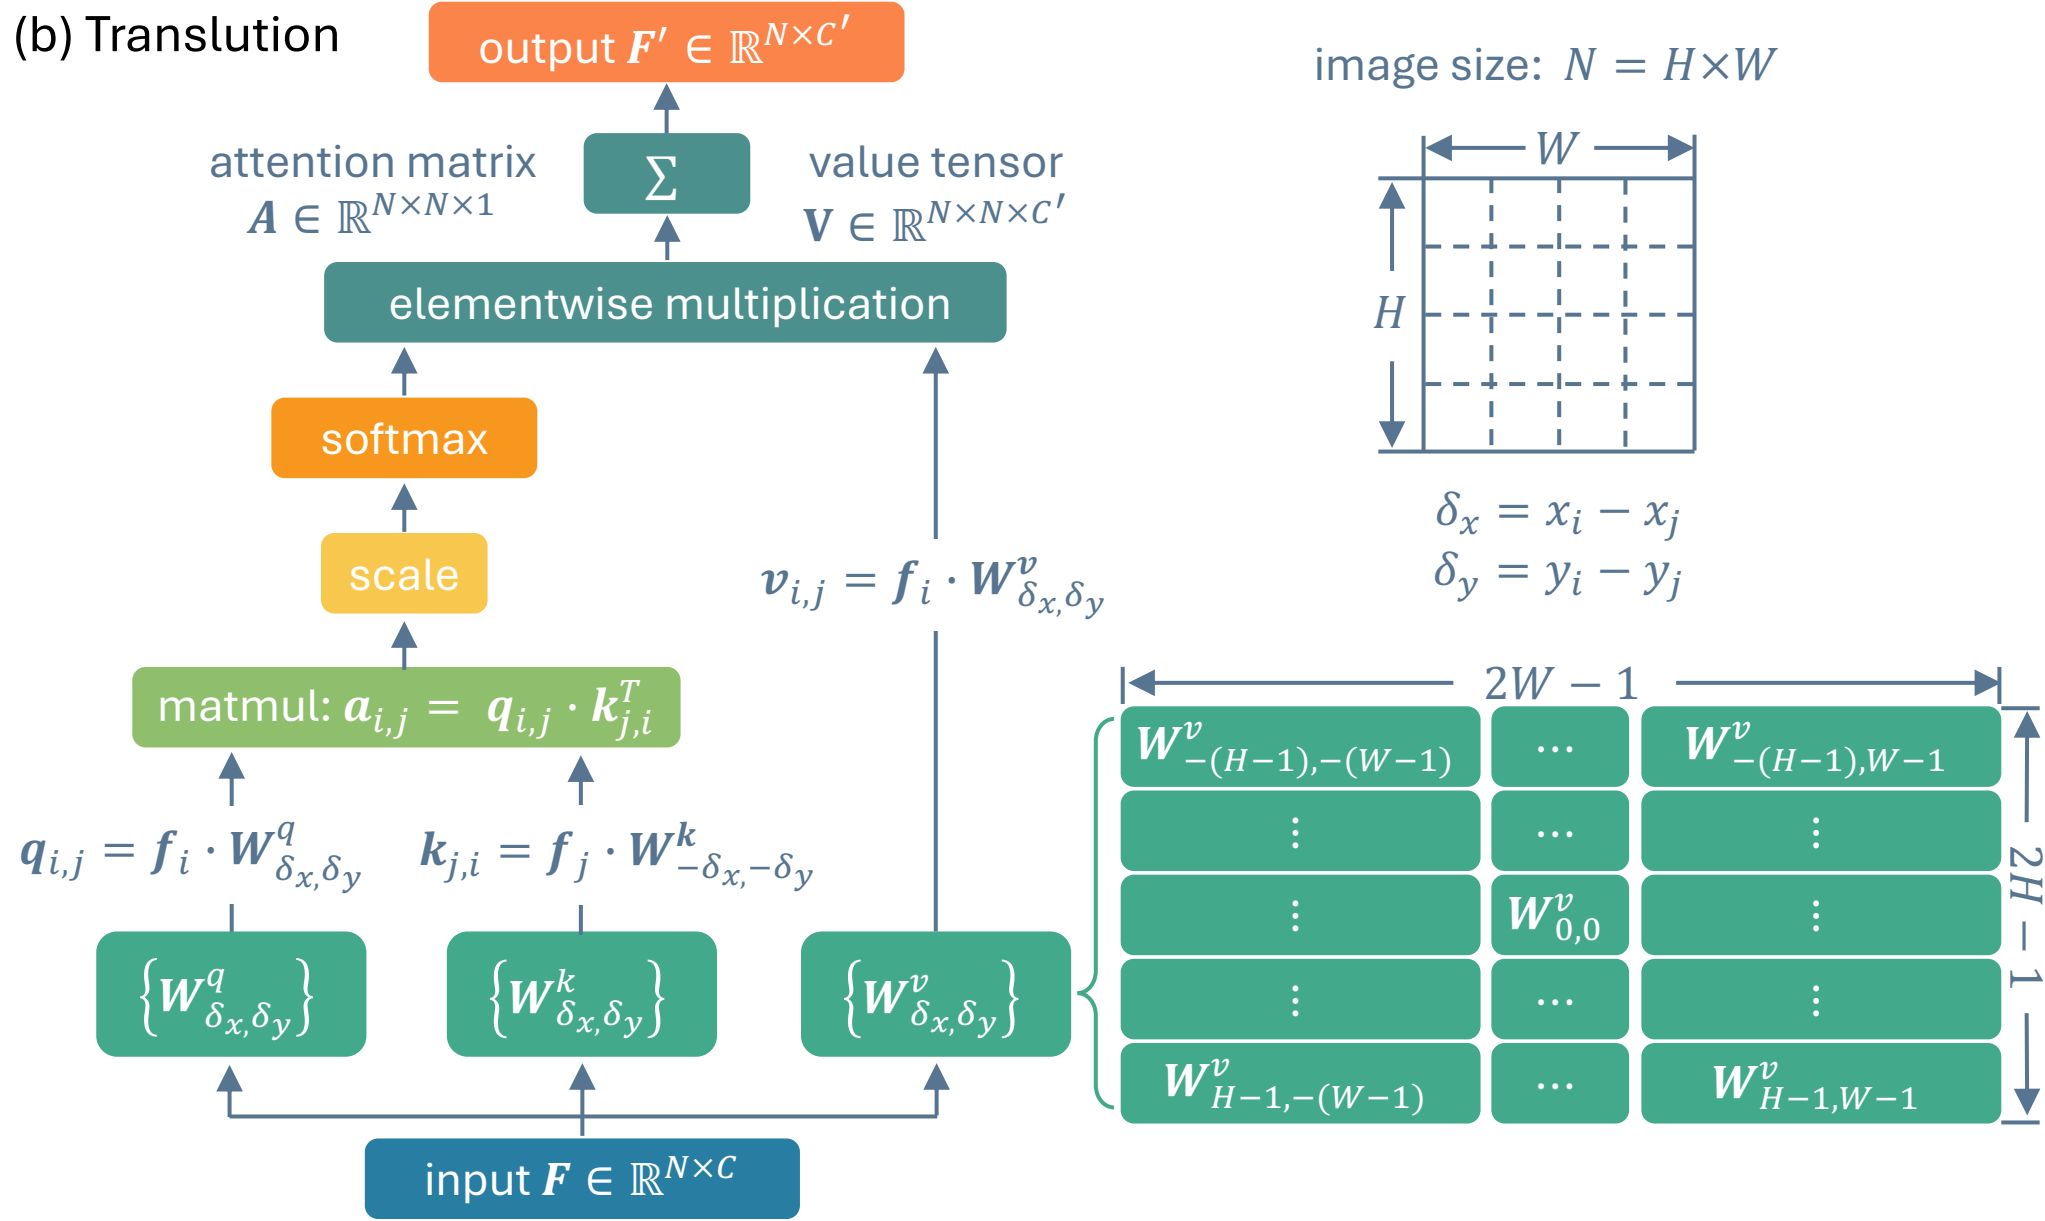 (b) Translution
output F′ ∈ ℝ^{N×C′}
Σ
attention matrix
A ∈ ℝ^{N×N×1}
value tensor
V ∈ ℝ^{N×N×C′}
elementwise multiplication
softmax
scale
v_{i,j} = f_i · W^v_{δ_x,δ_y}
matmul: a_{i,j} = q_{i,j} · k^T_{j,i}
q_{i,j} = f_i · W^q_{δ_x,δ_y}
k_{j,i} = f_j · W^k_{−δ_x,−δ_y}
{W^q_{δ_x,δ_y}}
{W^k_{δ_x,δ_y}}
{W^v_{δ_x,δ_y}}
input F ∈ ℝ^{N×C}
image size: N = H×W
W
H
δ_x = x_i − x_j
δ_y = y_i − y_j
2W − 1
W^v_{−(H−1),−(W−1)} ⋯ W^v_{−(H−1),W−1}
⋮ ⋯ ⋮
⋮ W^v_{0,0} ⋮
⋮ ⋯ ⋮
W^v_{H−1,−(W−1)} ⋯ W^v_{H−1,W−1}
2H − 1